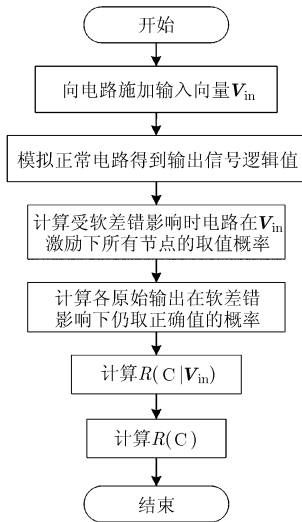 开始
向电路施加输入向量V_in
模拟正常电路得到输出信号逻辑值
计算受软差错影响时电路在V_in
激励下所有节点的取值概率
计算各原始输出在软差错
影响下仍取正确值的概率
计算R(C|V_in)
计算R(C)
结束